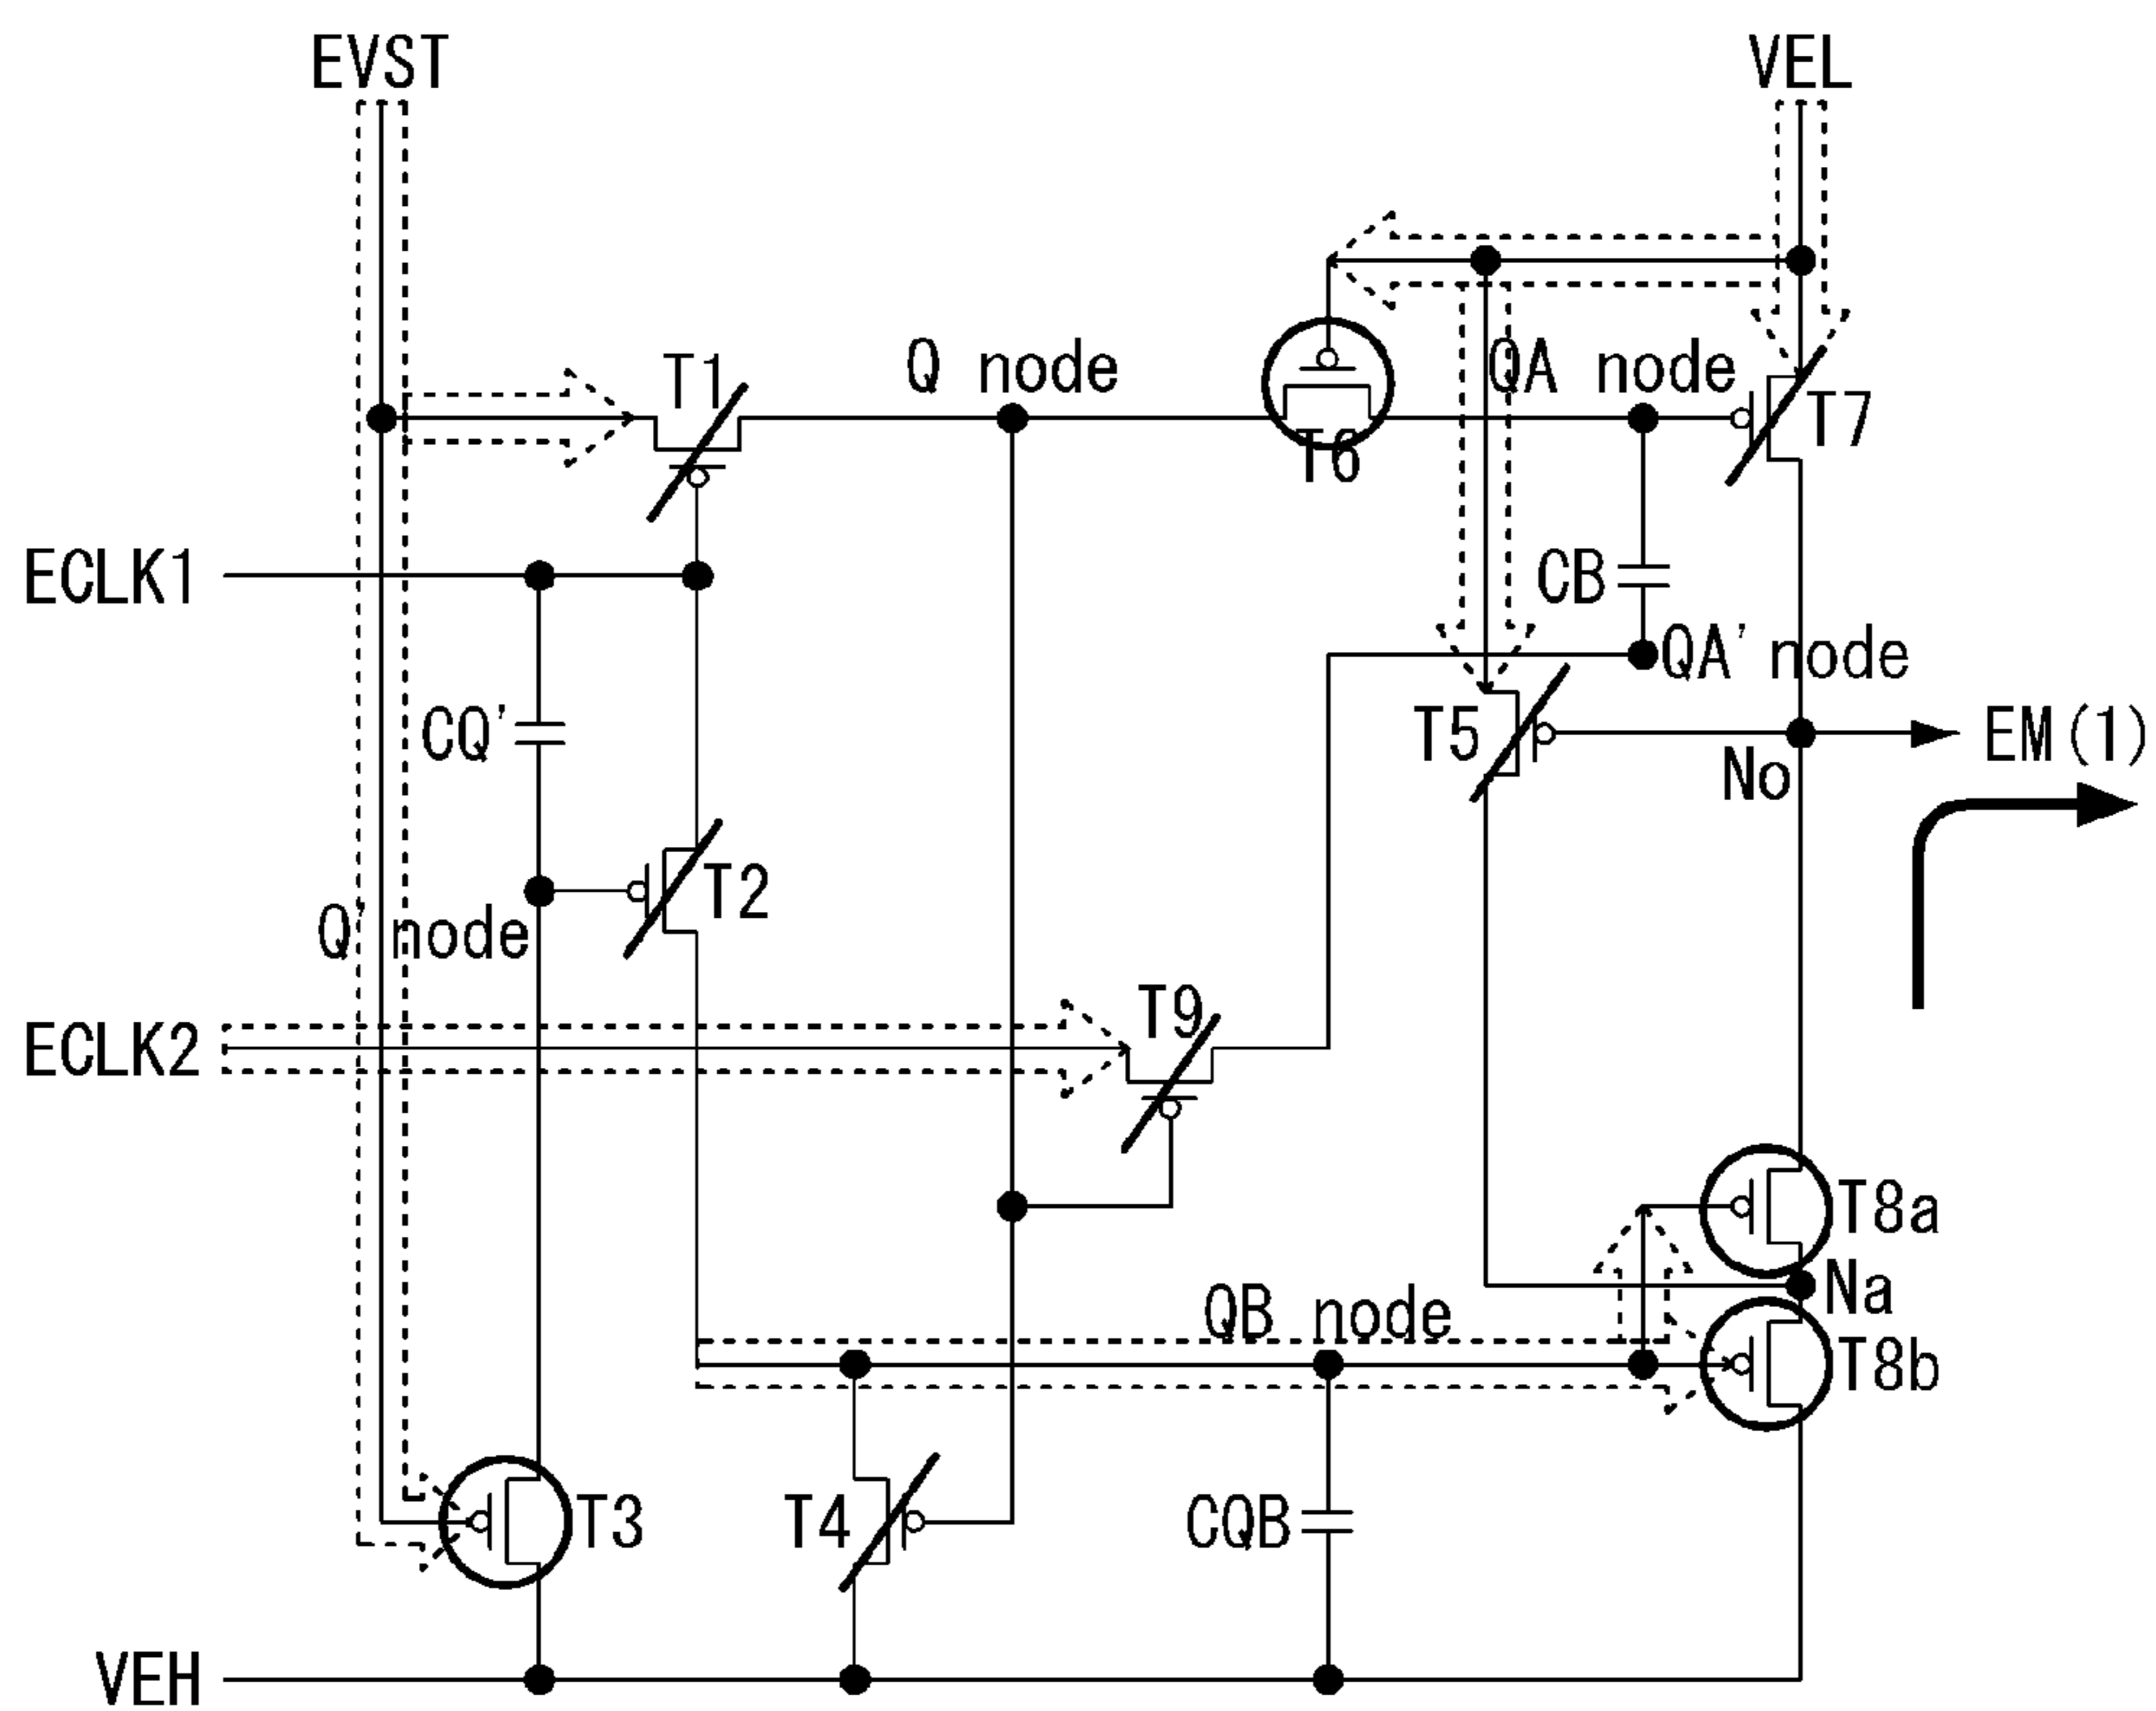 EVST
VEL
T1
Q node
QA node
T7
T6
ECLK1
CB
QA' node
CQ'
T5
EM(1)
No
T2
Q' node
T9
ECLK2
T8a
Na
QB node
T8b
T3
T4
CQB
VEH